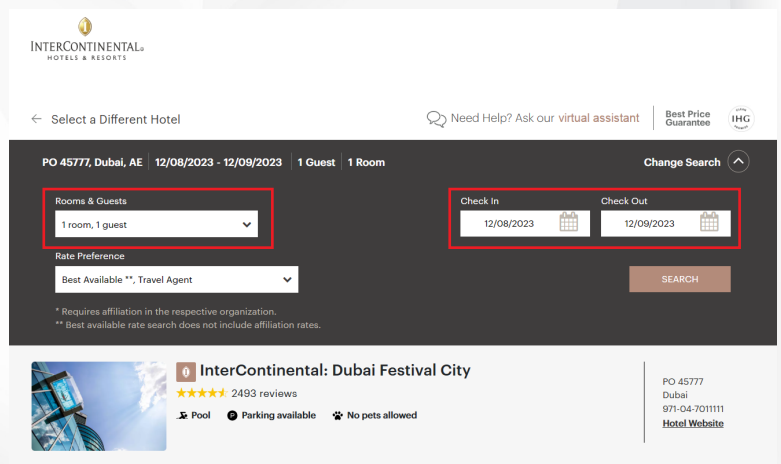 INTERCONTINENTAL®
HOTELS & RESORTS
← Select a Different Hotel
Need Help? Ask our virtual assistant
Best Price
Guarantee
IHG
PO 45777, Dubai, AE
12/08/2023 - 12/09/2023
1 Guest
1 Room
Change Search
Rooms & Guests
1 room, 1 guest
Check In
Check Out
12/08/2023
12/09/2023
Rate Preference
Best Available **, Travel Agent
SEARCH
* Requires affiliation in the respective organization.
** Best available rate search does not include affiliation rates.
InterContinental: Dubai Festival City
2493 reviews
Pool
P Parking available
No pets allowed
PO 45777
Dubai
971-04-7011111
Hotel Website